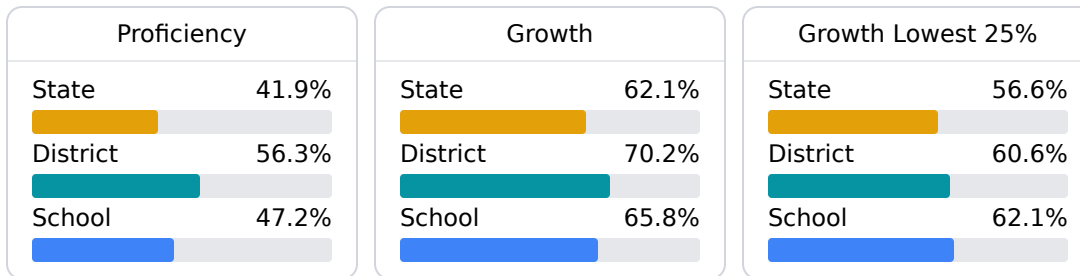 Proficiency
State 41.9%
District 56.3%
School 47.2%
Growth
State 62.1%
District 70.2%
School 65.8%
Growth Lowest 25%
State 56.6%
District 60.6%
School 62.1%